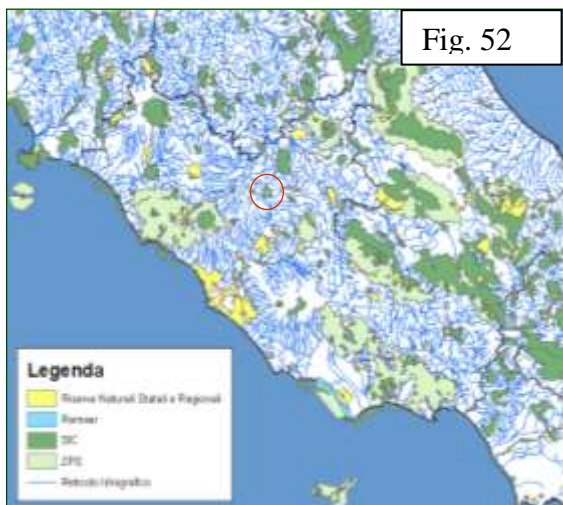 Fig. 52
Legenda
Riserve Naturali Statali e Regionali
Ramsar
SIC
ZPS
Reticolo Idrografico